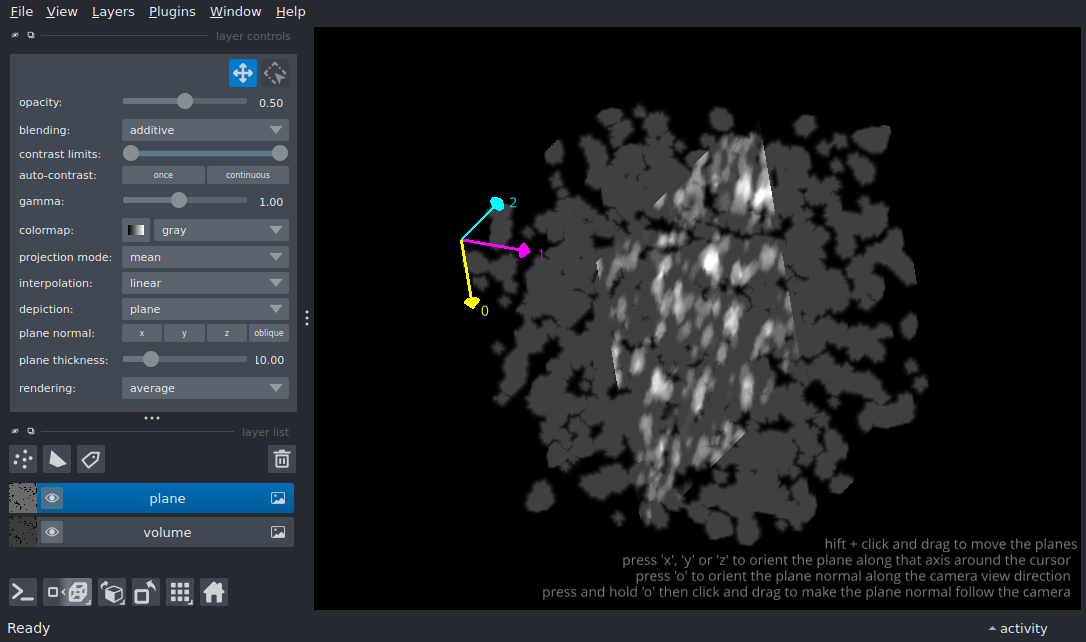 File View Layers Plugins Window Help
layer controls
opacity: 0.50
blending: additive
contrast limits:
auto-contrast: once continuous
gamma: 1.00
colormap: gray
projection mode: mean
interpolation: linear
depiction: plane
plane normal: x y z oblique
plane thickness: 10.00
rendering: average
layer list
plane
volume
2
1
0
hift + click and drag to move the planes
press 'x', 'y' or 'z' to orient the plane along that axis around the cursor
press 'o' to orient the plane normal along the camera view direction
press and hold 'o' then click and drag to make the plane normal follow the camera
Ready
activity